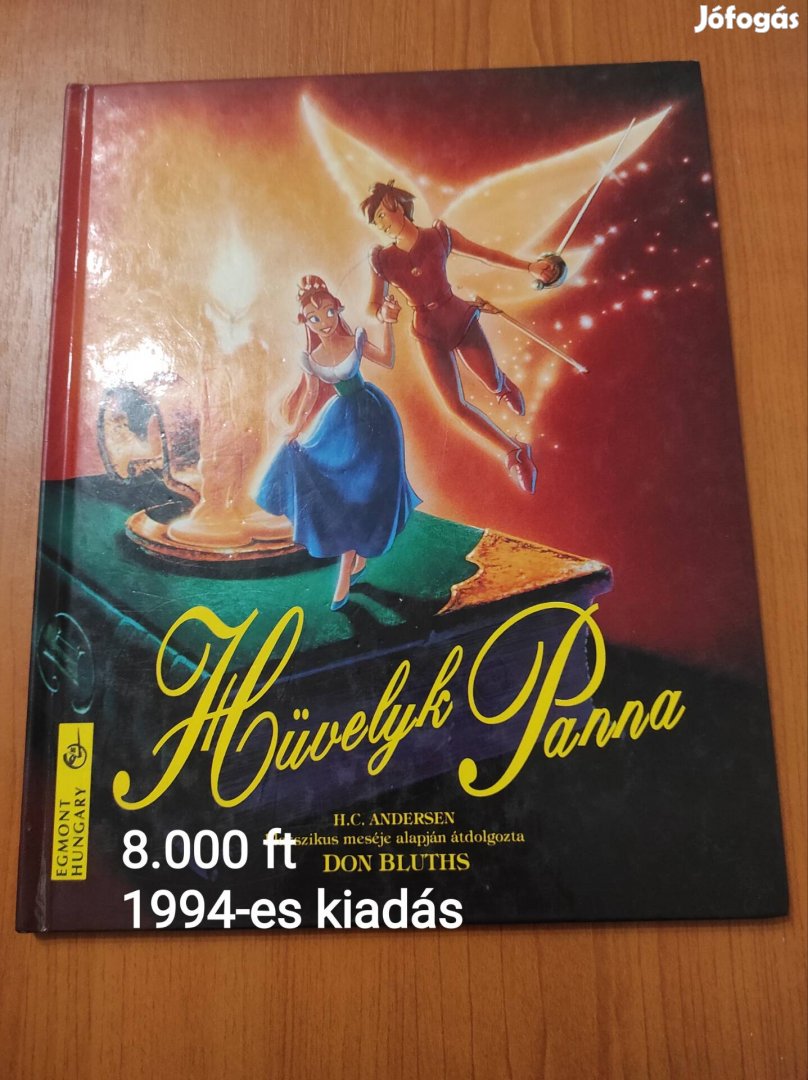 Jófogás
Hüvelyk Panna
H.C. ANDERSEN
meséje alapján átdolgozta
DON BLUTHS
EGMONT
HUNGARY
8.000 ft
1994-es kiadás